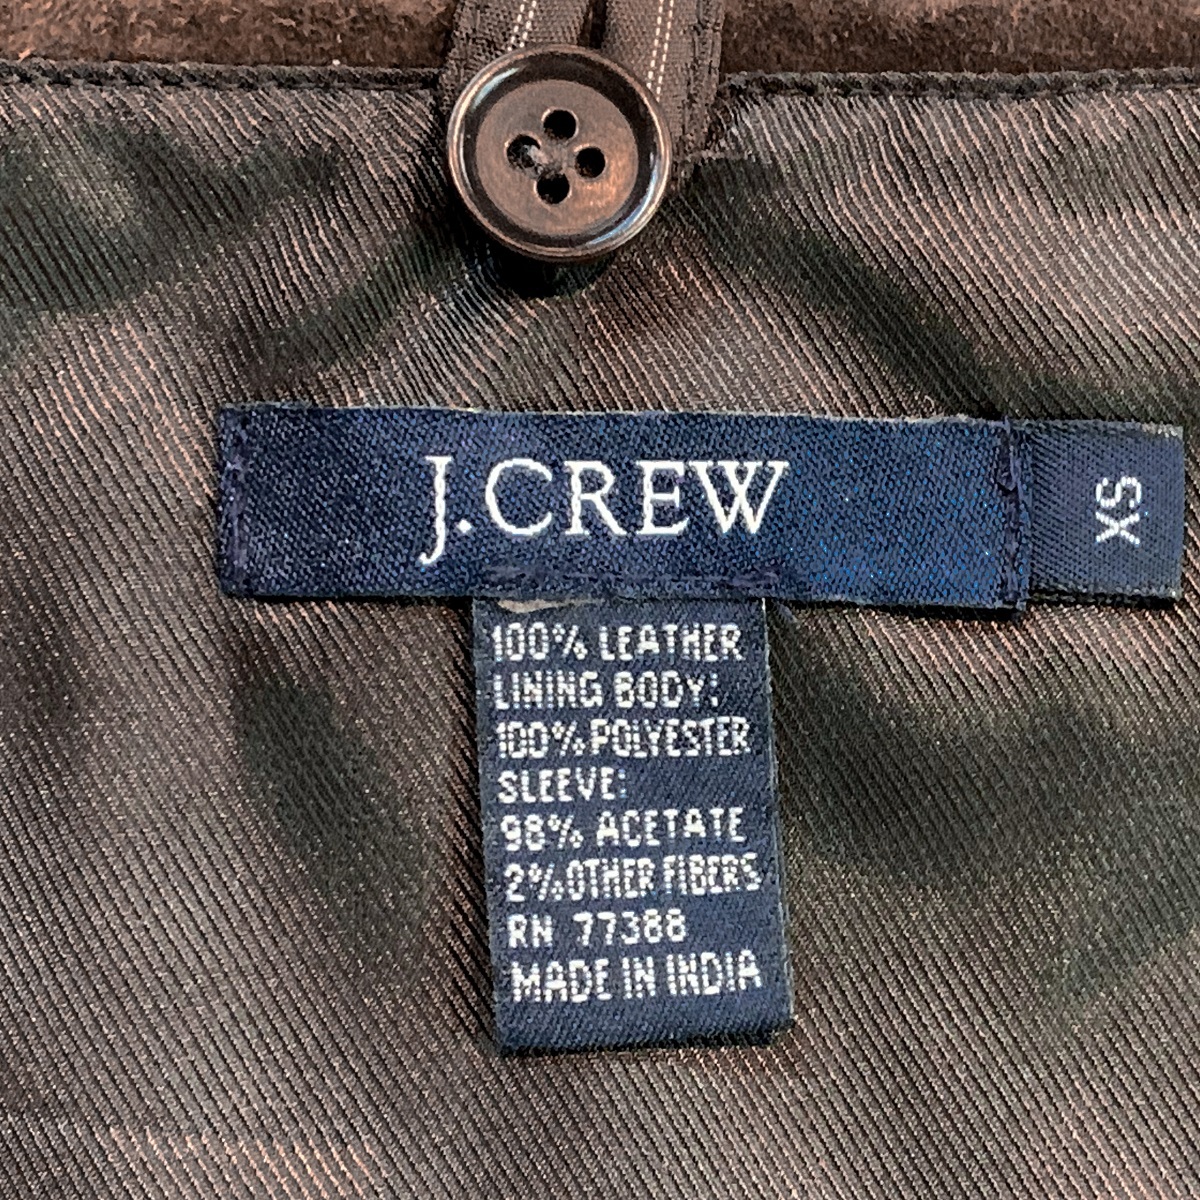 J.CREW
XS
100% LEATHER
LINING BODY:
100% POLYESTER
SLEEVE:
98% ACETATE
2% OTHER FIBERS
RN 77388
MADE IN INDIA